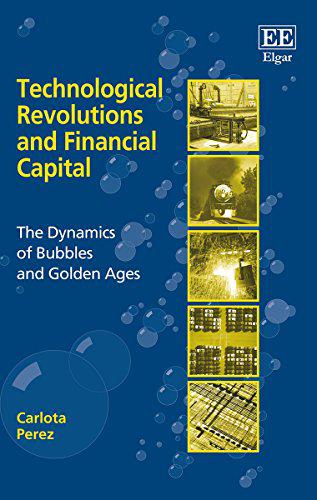 EE
Elgar
Technological
Revolutions
and Financial
Capital
The Dynamics
of Bubbles
and Golden Ages
Carlota
Perez